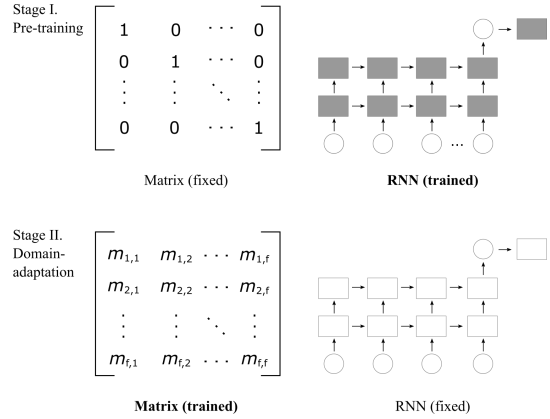 Stage I.
Pre-training
1 0 · · · 0
0 1 · · · 0
⋮ ⋮ ⋱ ⋮
0 0 · · · 1
...
Matrix (fixed)
RNN (trained)
Stage II.
Domain-
adaptation
m1,1 m1,2 · · · m1,f
m2,1 m2,2 · · · m2,f
⋮ ⋮ ⋱ ⋮
mf,1 mf,2 · · · mf,f
Matrix (trained)
RNN (fixed)